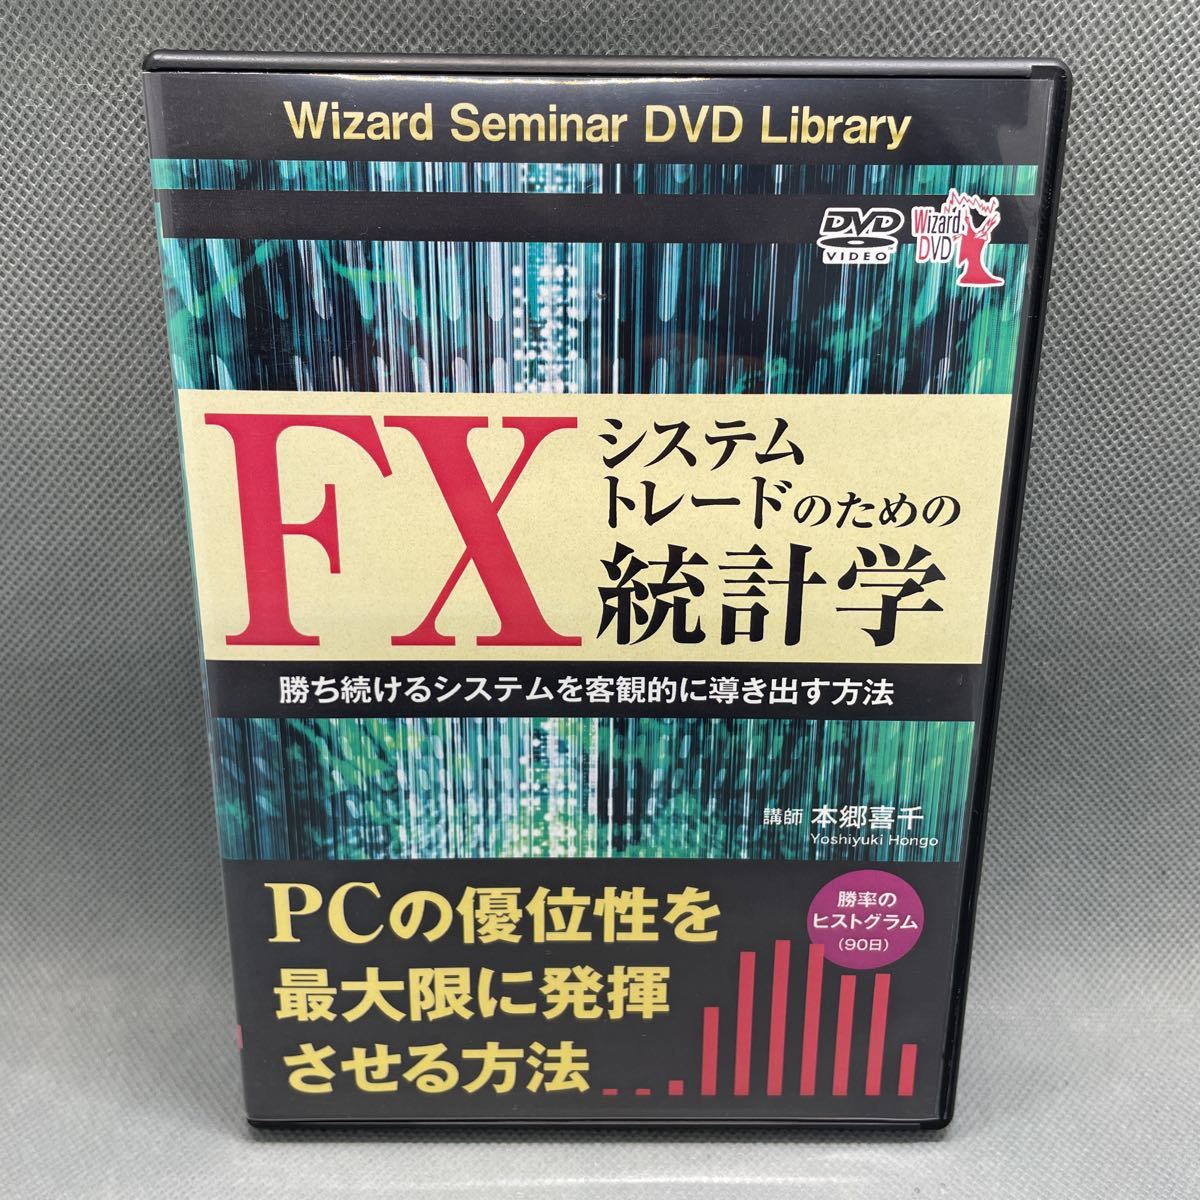 Wizard Seminar DVD Library
DVD
VIDEO
Wizard
DVD
FX
システム
トレードのための
統計学
勝ち続けるシステムを客観的に導き出す方法
講師 本郷喜千
Yoshiyuki Hongo
PCの優位性を
最大限に発揮
させる方法
勝率の
ヒストグラム
(90日)